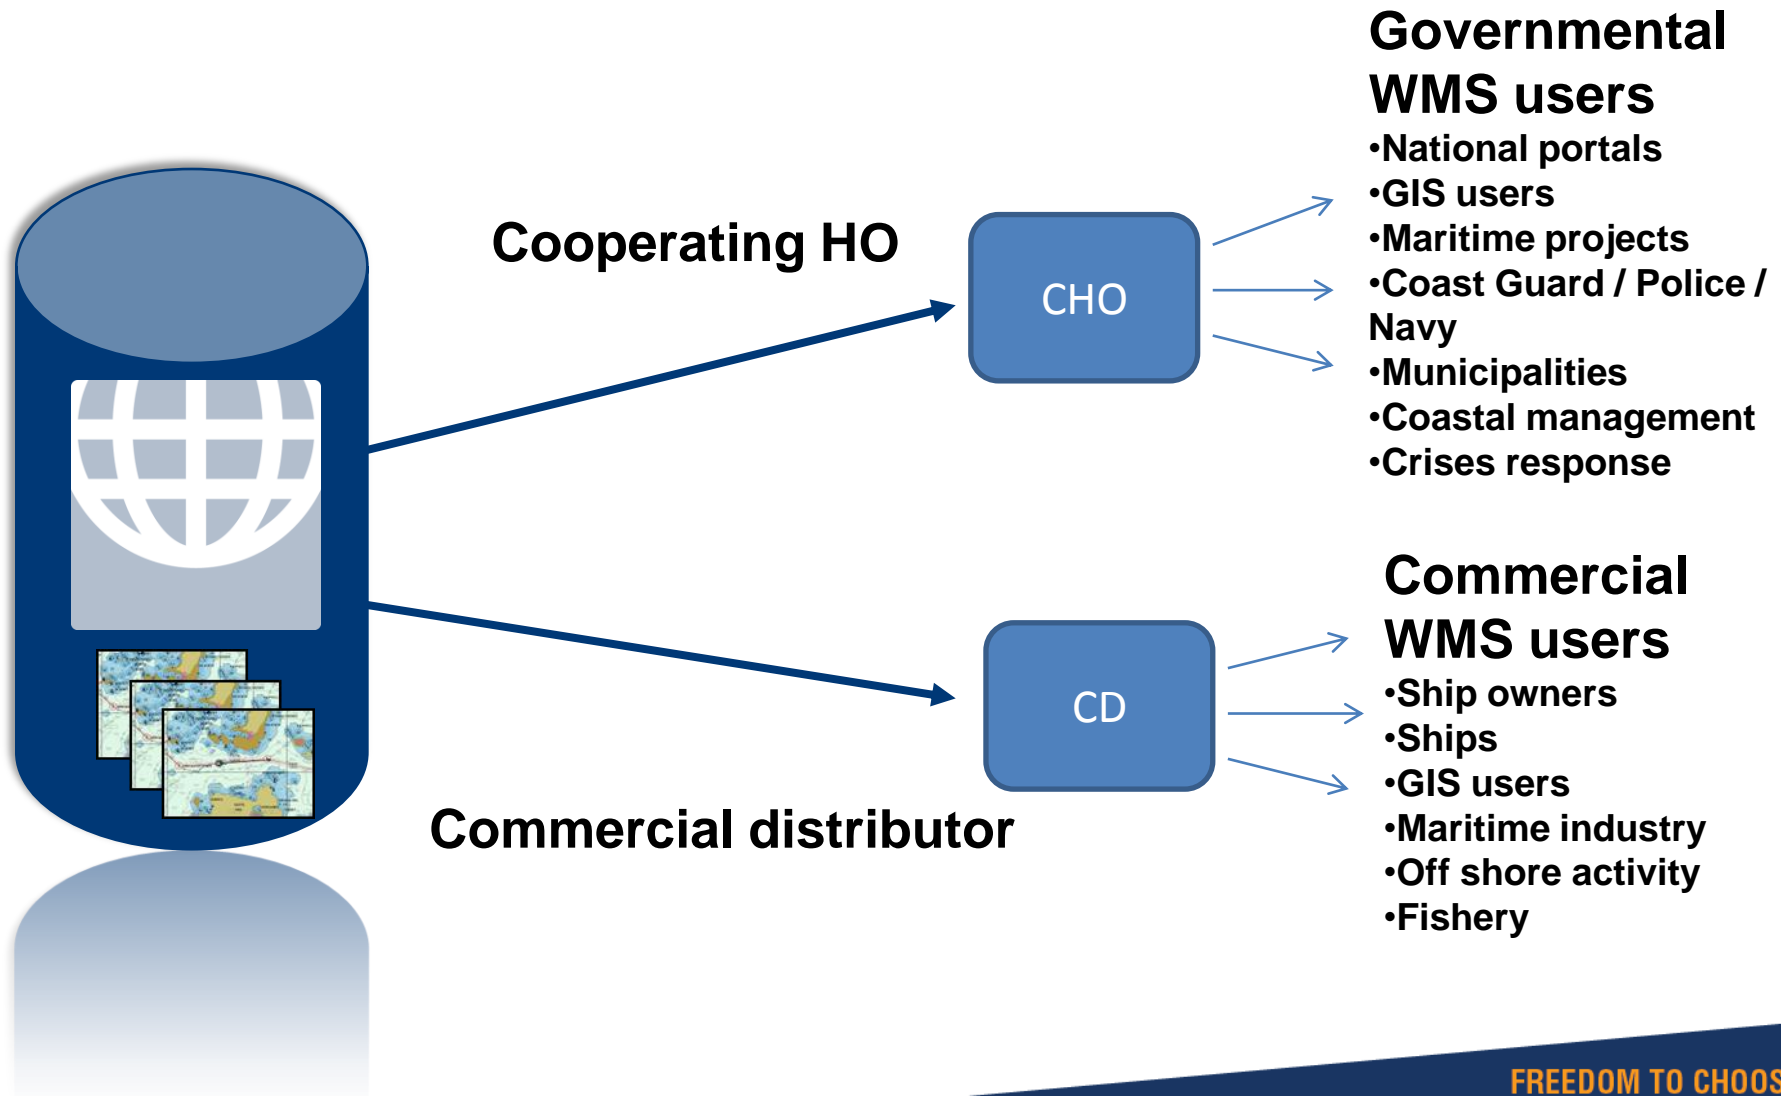 Governmental
WMS users
•National portals
•GIS users
•Maritime projects
•Coast Guard / Police /
Navy
•Municipalities
•Coastal management
•Crises response
Cooperating HO
CHO
Commercial
WMS users
•Ship owners
•Ships
•GIS users
•Maritime industry
•Off shore activity
•Fishery
CD
Commercial distributor
FREEDOM TO CHOOS